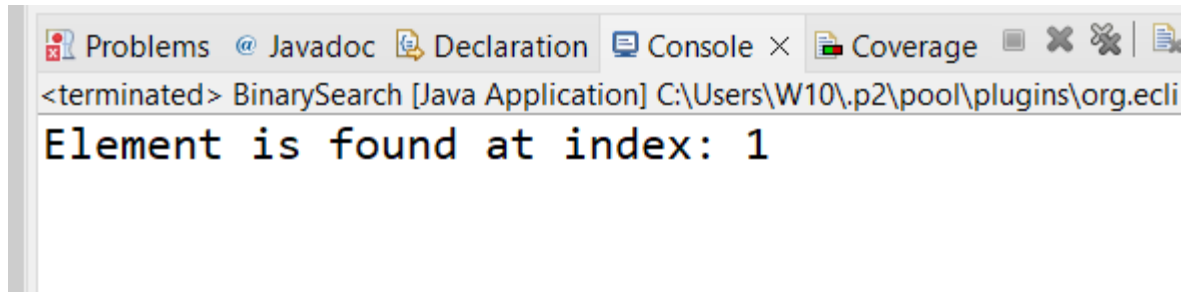 Problems @ Javadoc Declaration Console Coverage
<terminated> BinarySearch [Java Application] C:\Users\W10\.p2\pool\plugins\org.ecli
Element is found at index: 1